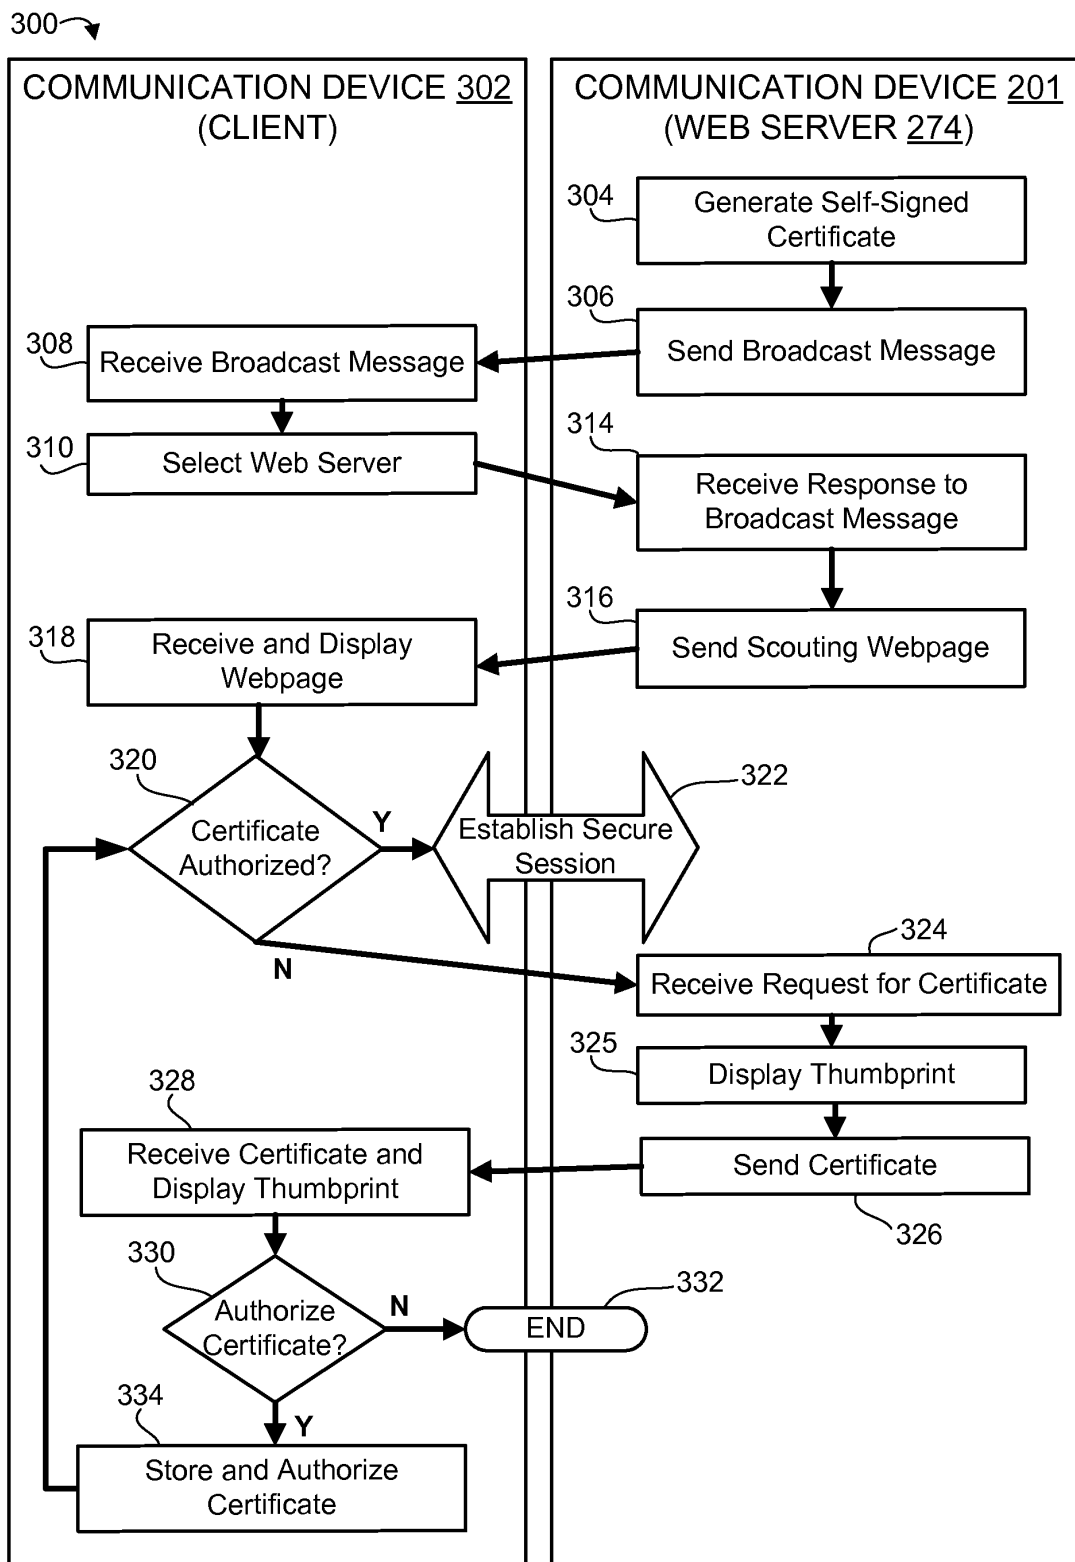 300
COMMUNICATION DEVICE 302
(CLIENT)
COMMUNICATION DEVICE 201
(WEB SERVER 274)
304
Generate Self-Signed
Certificate
306
Send Broadcast Message
308
Receive Broadcast Message
310
Select Web Server
314
Receive Response to
Broadcast Message
316
Send Scouting Webpage
318
Receive and Display
Webpage
320
Certificate
Authorized?
Y
N
322
Establish Secure
Session
324
Receive Request for Certificate
325
Display Thumbprint
326
Send Certificate
328
Receive Certificate and
Display Thumbprint
330
Authorize
Certificate?
N
Y
332
END
334
Store and Authorize
Certificate